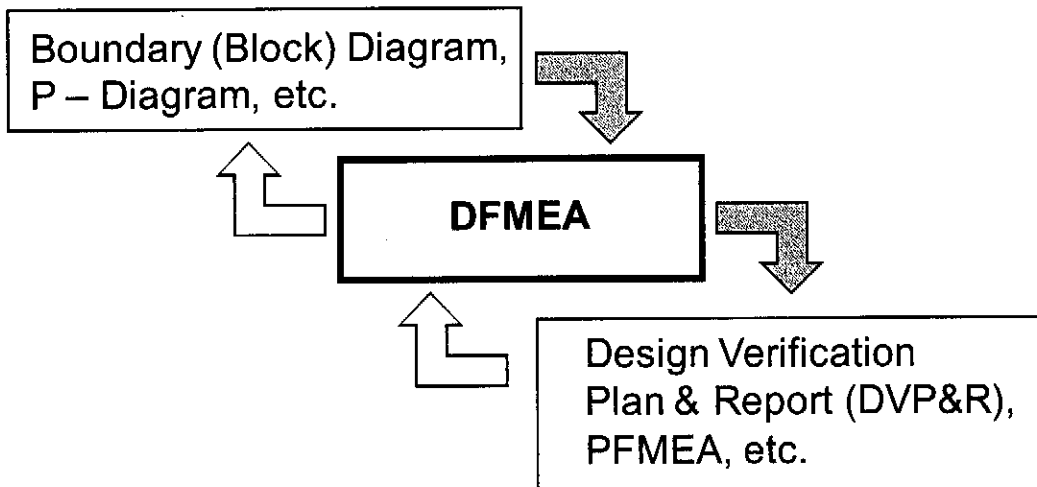 Boundary (Block) Diagram,
P – Diagram, etc.
DFMEA
Design Verification
Plan & Report (DVP&R),
PFMEA, etc.